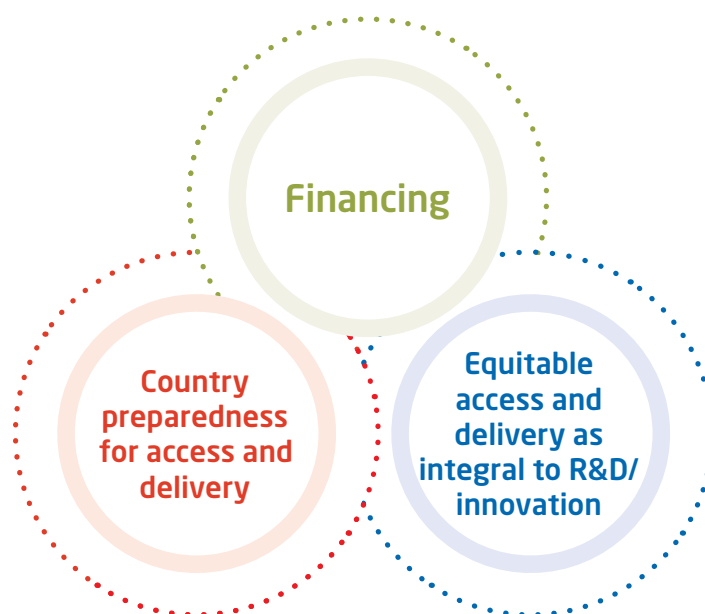 Financing
Country
preparedness
for access and
delivery
Equitable
access and
delivery as
integral to R&D/
innovation